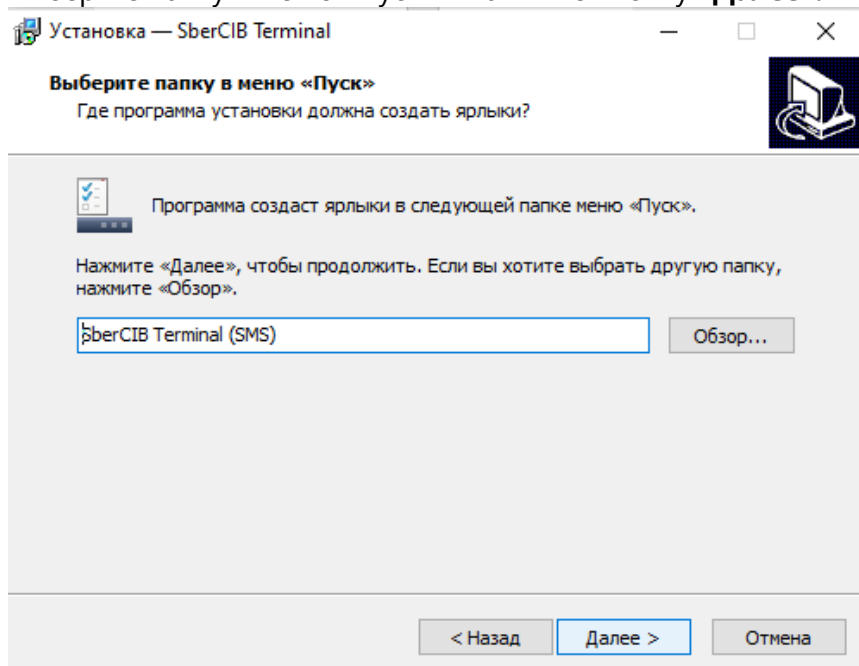 Установка — SberCIB Terminal
Выберите папку в меню «Пуск»
Где программа установки должна создать ярлыки?
Программа создаст ярлыки в следующей папке меню «Пуск».
Нажмите «Далее», чтобы продолжить. Если вы хотите выбрать другую папку,
нажмите «Обзор».
SberCIB Terminal (SMS)
Обзор...
< Назад
Далее >
Отмена